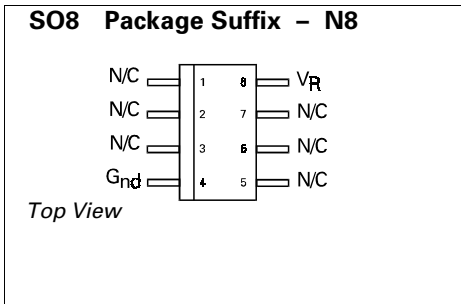 SO8 Package Suffix – N8
N/C 1 8 VR
N/C 2 7 N/C
N/C 3 6 N/C
Gnd 4 5 N/C
Top View